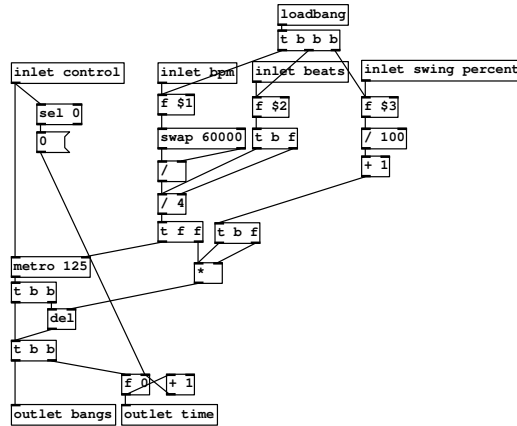 loadbang
t b b b
inlet control
inlet bpm
inlet beats
inlet swing percent
sel 0
f $1
f $2
f $3
0
swap 60000
t b f
/ 100
/
+ 1
/ 4
t f f
t b f
metro 125
*
t b b
del
t b b
f 0
+ 1
outlet bangs
outlet time